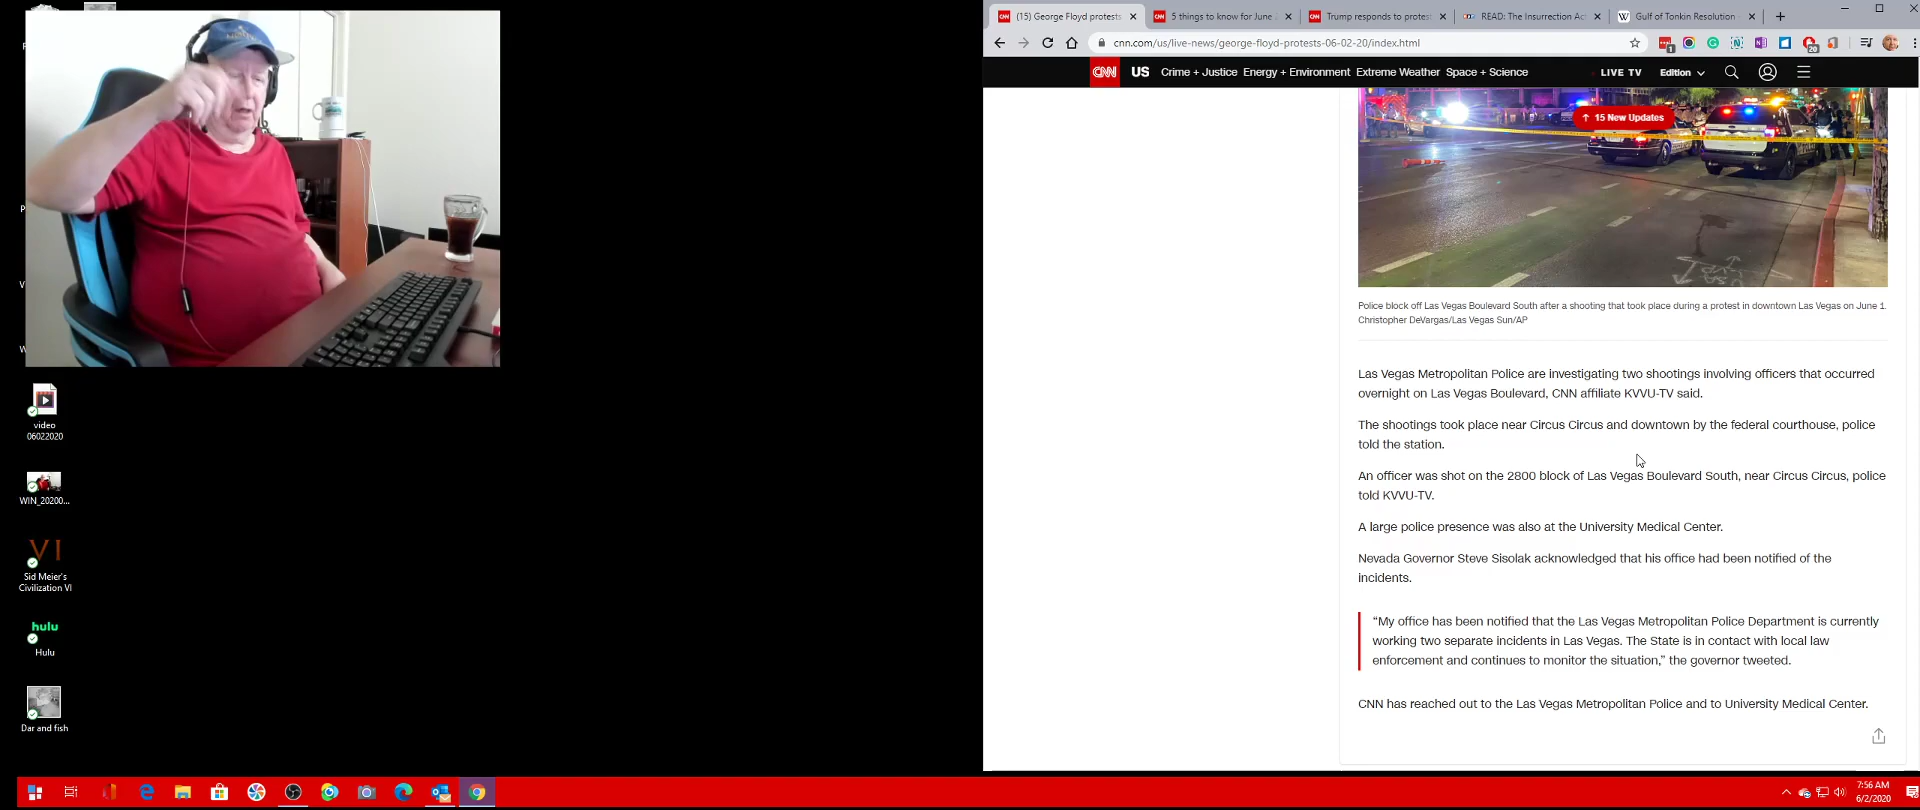 (15) George Floyd protests
5 things to know for June
Trump responds to protest
READ: The Insurrection Act
Gulf of Tonkin Resolution -
cnn.com/us/live-news/george-floyd-protests-06-02-20/index.html
1
20
CNN US Crime + Justice Energy + Environment Extreme Weather Space + Science LIVE TV Edition
↑ 15 New Updates
Police block off Las Vegas Boulevard South after a shooting that took place during a protest in downtown Las Vegas on June 1.
Christopher DeVargas/Las Vegas Sun/AP
Las Vegas Metropolitan Police are investigating two shootings involving officers that occurred
overnight on Las Vegas Boulevard, CNN affiliate KVVU-TV said.
The shootings took place near Circus Circus and downtown by the federal courthouse, police
told the station.
An officer was shot on the 2800 block of Las Vegas Boulevard South, near Circus Circus, police
told KVVU-TV.
A large police presence was also at the University Medical Center.
Nevada Governor Steve Sisolak acknowledged that his office had been notified of the
incidents.
“My office has been notified that the Las Vegas Metropolitan Police Department is currently
working two separate incidents in Las Vegas. The State is in contact with local law
enforcement and continues to monitor the situation,” the governor tweeted.
CNN has reached out to the Las Vegas Metropolitan Police and to University Medical Center.
video
06022020
WIN_20200...
VI
Sid Meier's
Civilization VI
hulu
Hulu
Dar and fish
7:56 AM
6/2/2020